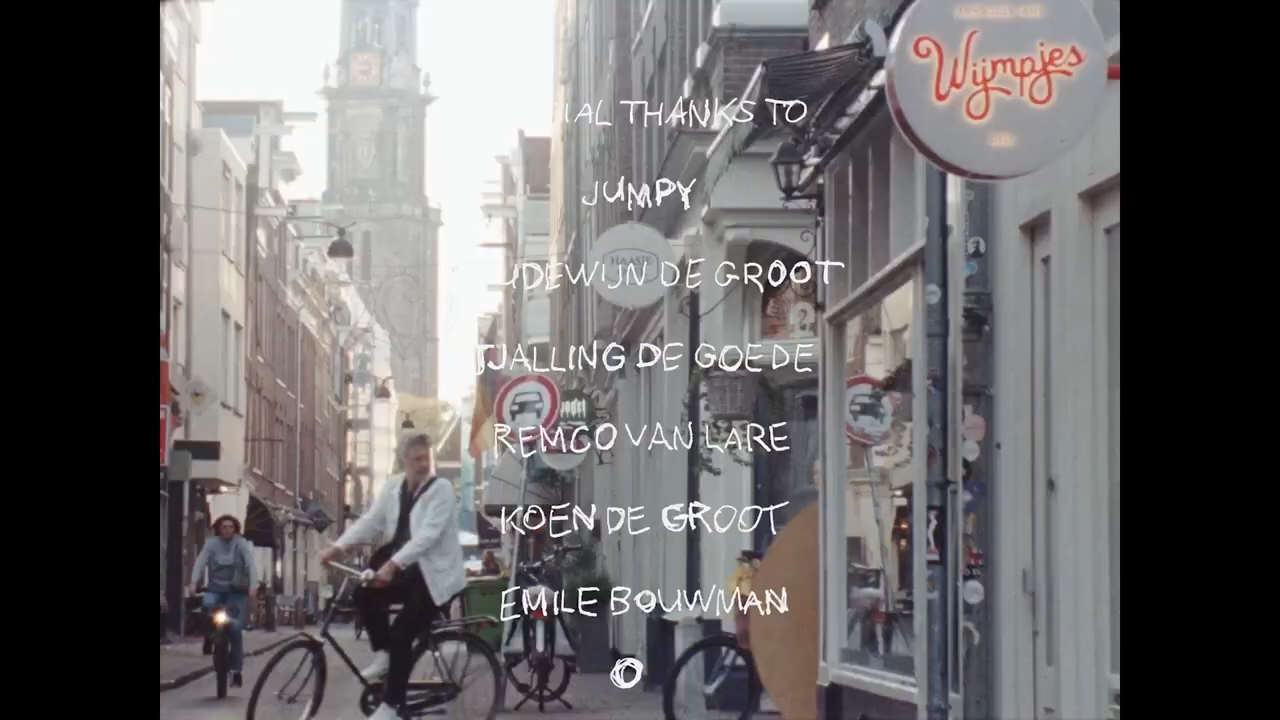 Wijmpjes
IAL THANKS TO
JUMPY
HAASJE
UDEWIJN DE GROOT
TJALLING DE GOEDE
REMCO VAN LARE
KOEN DE GROOT
EMILE BOUWMAN